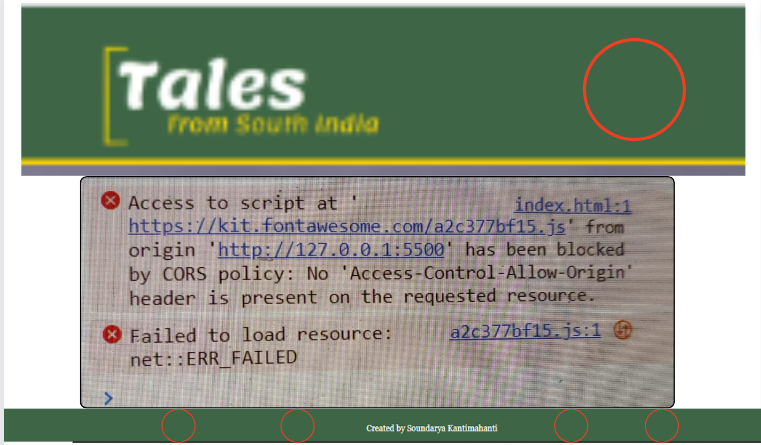 Tales
From South India
Access to script at ' index.html:1
https://kit.fontawesome.com/a2c377bf15.js' from
origin 'http://127.0.0.1:5500' has been blocked
by CORS policy: No 'Access-Control-Allow-Origin'
header is present on the requested resource.
Failed to load resource: a2c377bf15.js:1
net::ERR_FAILED
Created by Soundarya Kantimahanti